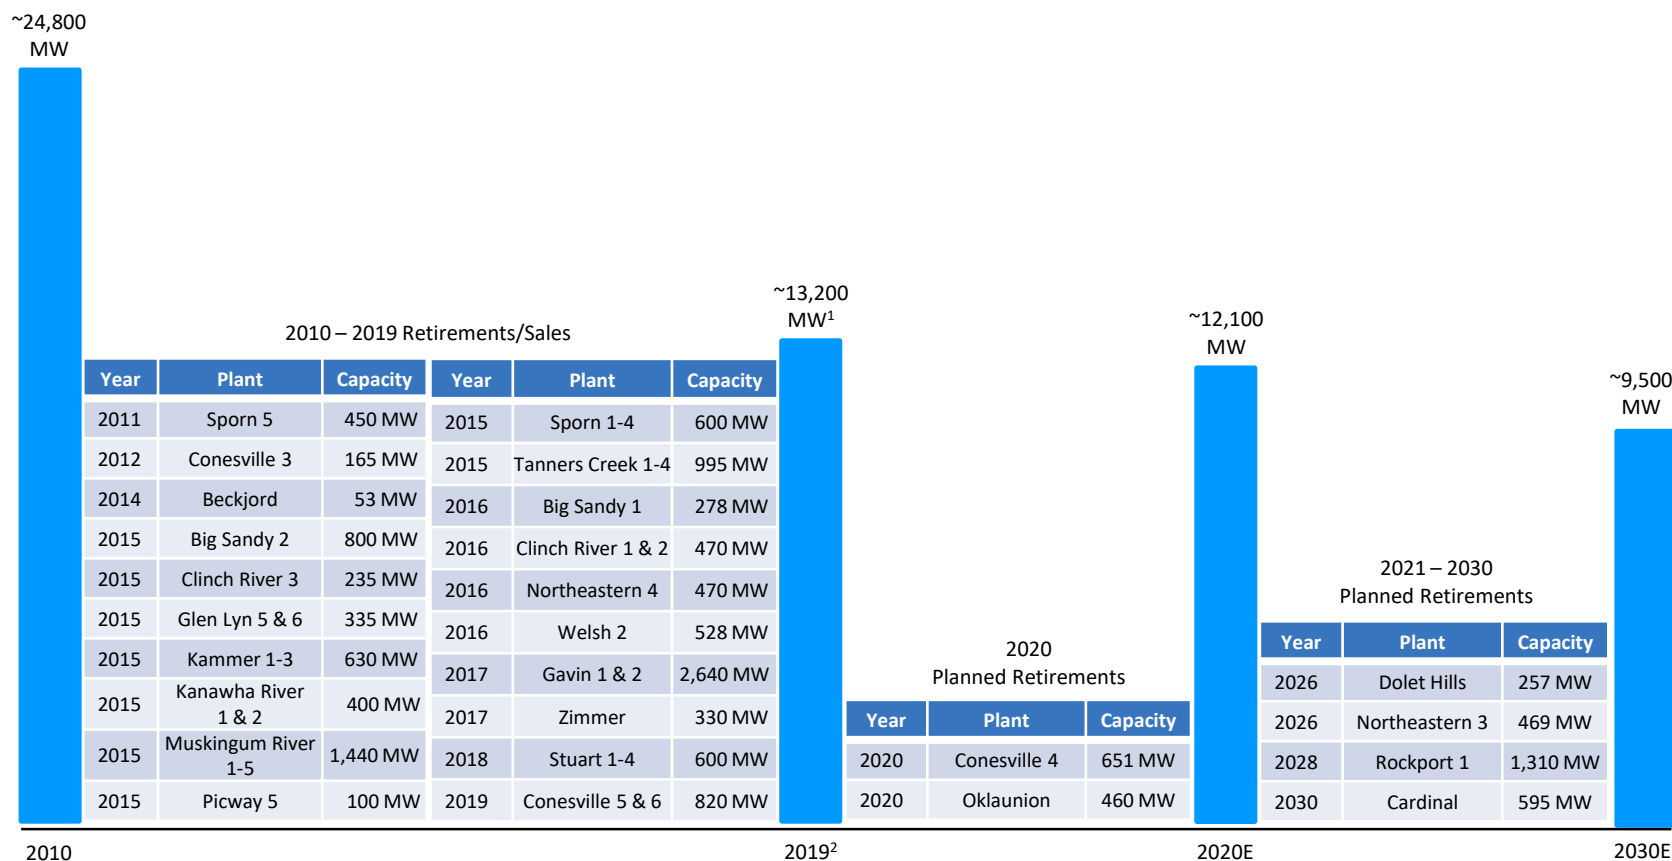 ~24,800
MW
2010 – 2019 Retirements/Sales
Year Plant Capacity
2011 Sporn 5 450 MW
2012 Conesville 3 165 MW
2014 Beckjord 53 MW
2015 Big Sandy 2 800 MW
2015 Clinch River 3 235 MW
2015 Glen Lyn 5 & 6 335 MW
2015 Kammer 1-3 630 MW
2015 Kanawha River
1 & 2 400 MW
2015 Muskingum River
1-5 1,440 MW
2015 Picway 5 100 MW
Year Plant Capacity
2015 Sporn 1-4 600 MW
2015 Tanners Creek 1-4 995 MW
2016 Big Sandy 1 278 MW
2016 Clinch River 1 & 2 470 MW
2016 Northeastern 4 470 MW
2016 Welsh 2 528 MW
2017 Gavin 1 & 2 2,640 MW
2017 Zimmer 330 MW
2018 Stuart 1-4 600 MW
2019 Conesville 5 & 6 820 MW
~13,200
MW¹
2020
Planned Retirements
Year Plant Capacity
2020 Conesville 4 651 MW
2020 Oklaunion 460 MW
~12,100
MW
2021 – 2030
Planned Retirements
Year Plant Capacity
2026 Dolet Hills 257 MW
2026 Northeastern 3 469 MW
2028 Rockport 1 1,310 MW
2030 Cardinal 595 MW
~9,500
MW
2010 2019² 2020E 2030E